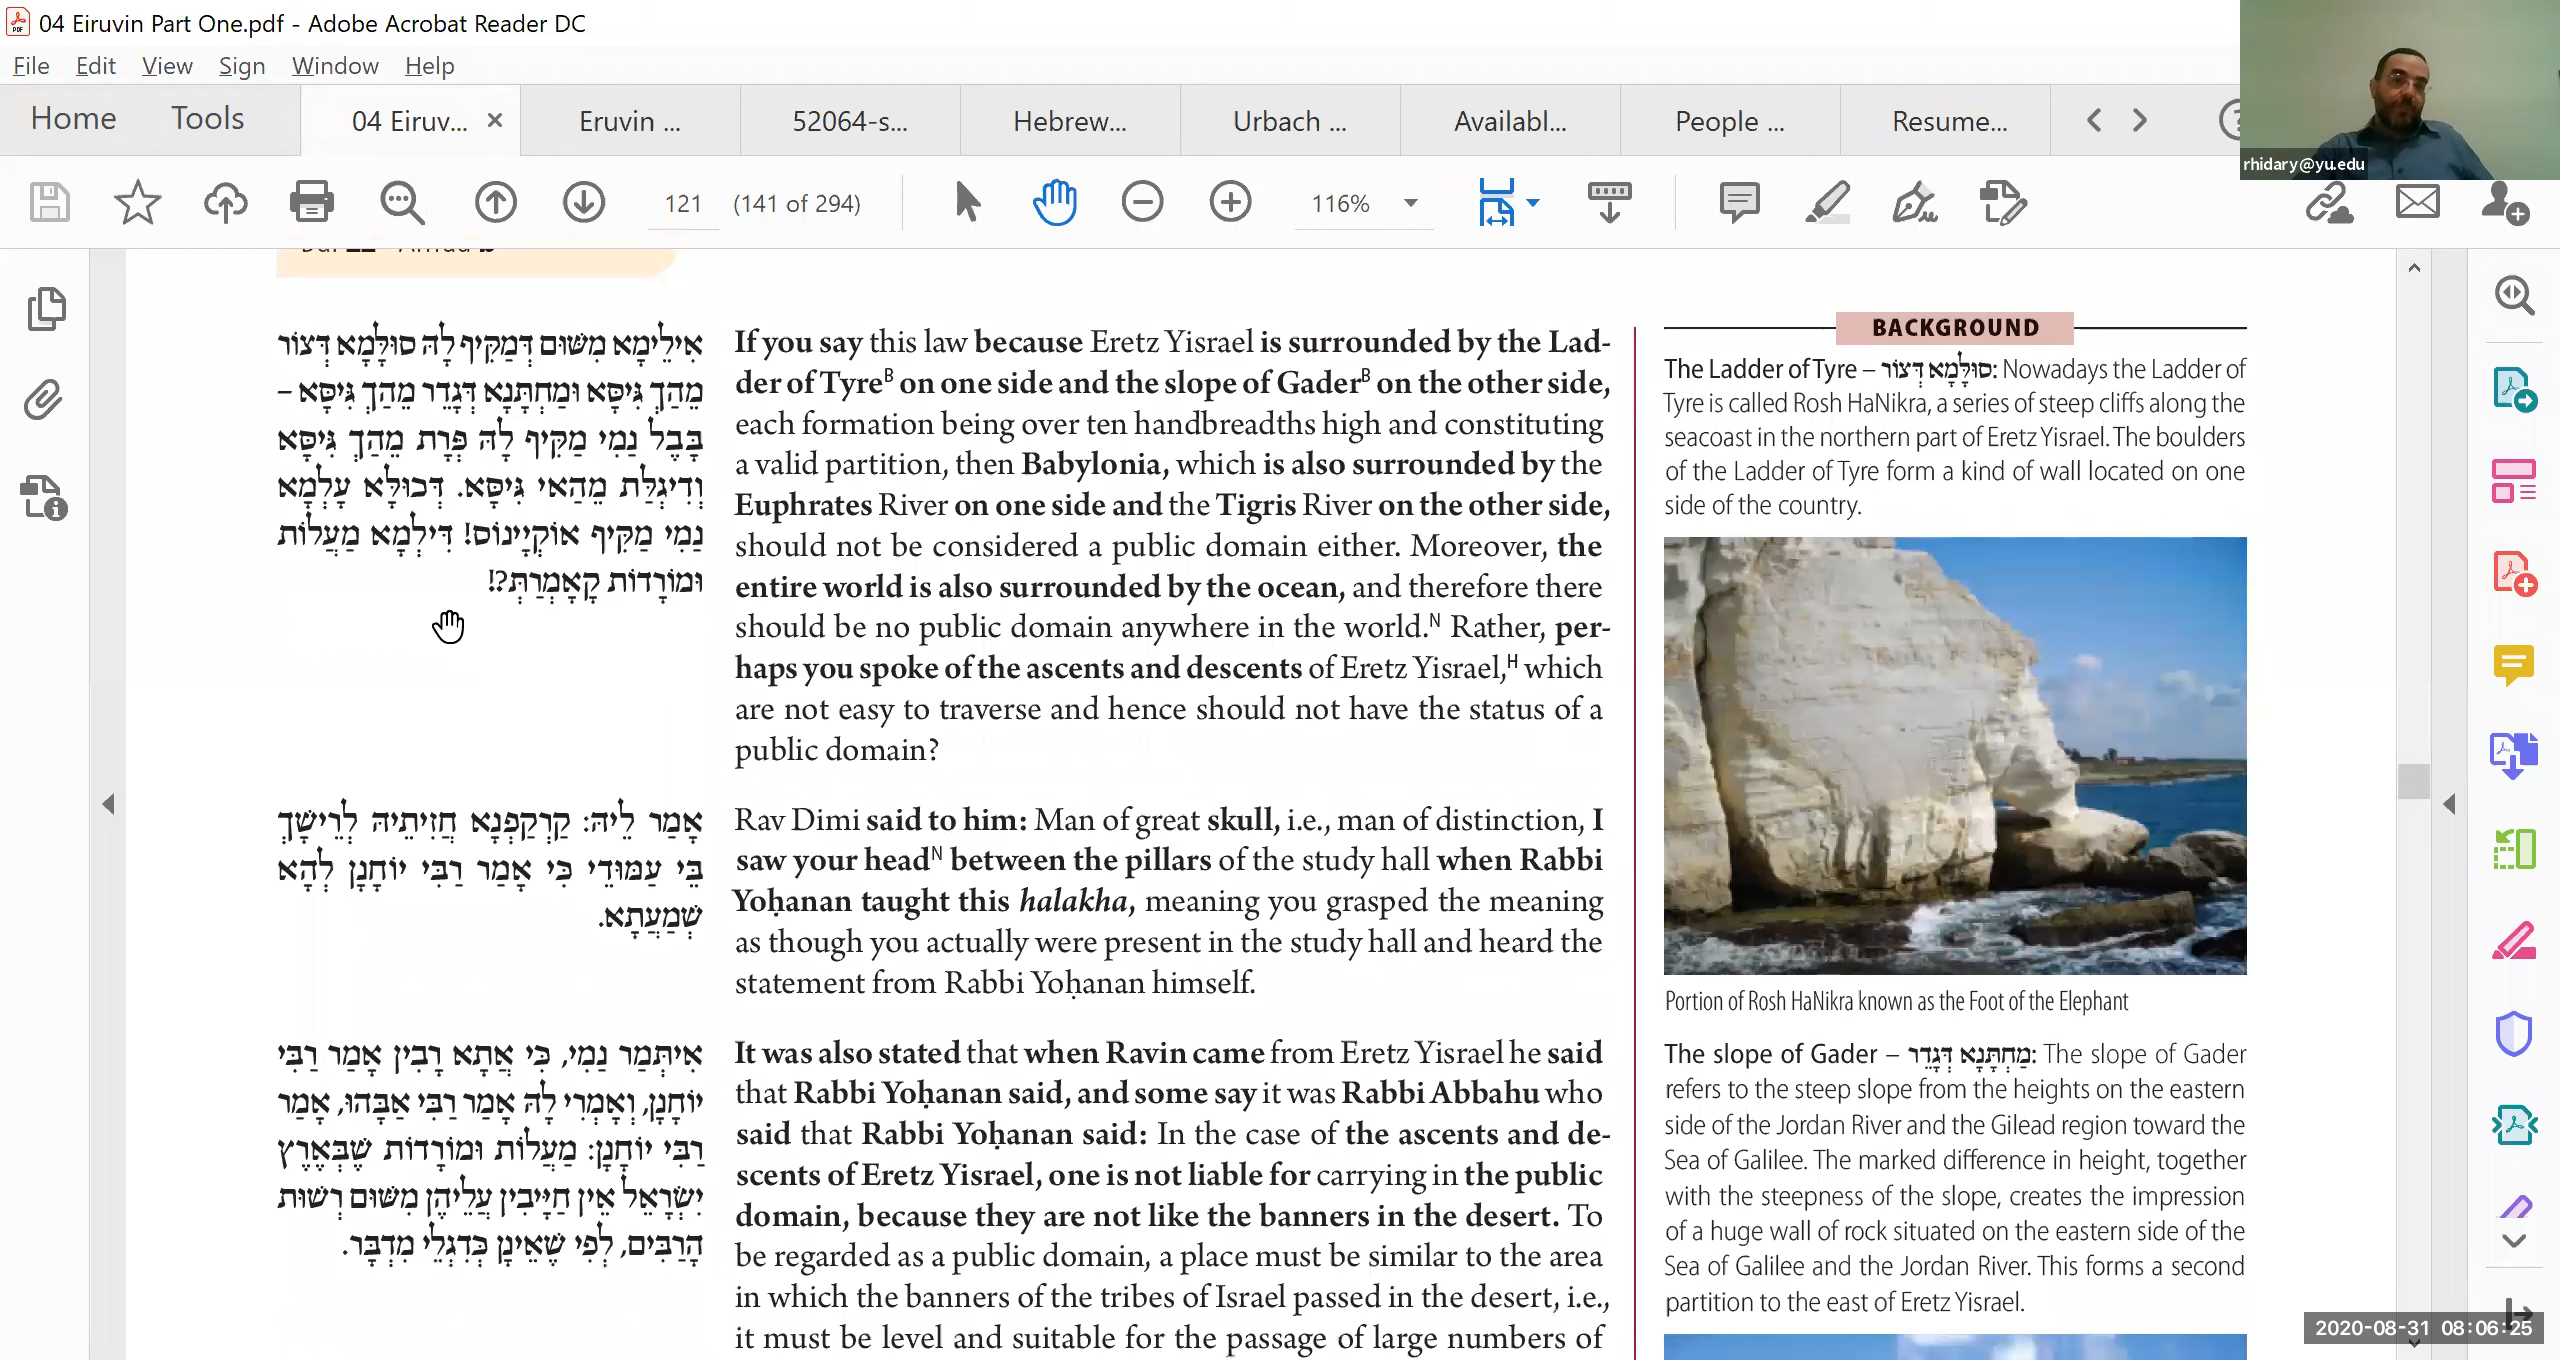 04 Eiruvin Part One.pdf - Adobe Acrobat Reader DC
File Edit View Sign Window Help
Home Tools 04 Eiruv... × Eruvin ... 52064-s... Hebrew... Urbach ... Availabl... People ... Resume...
rhidary@yu.edu
121 (141 of 294) 116%
אִילֵימָא מִשּׁוּם דְּמַקִּיף לָהּ סוּלָּמָא דְּצוֹר
מֵהַךְ גִּיסָא וּמַחְתָּנָא דְּגָדֵר מֵהַךְ גִּיסָא –
בָּבֶל נַמִי מַקִּיף לָהּ פְּרָת מֵהַךְ גִּיסָא
וְדִיגְלַת מֵהַאי גִּיסָא. דְּכוּלָּא עָלְמָא
נַמִי מַקִּיף אוֹקְיָינוֹס! דִּילְמָא מַעֲלוֹת
וּמוֹרָדוֹת קָאָמְרַתְּ?!
If you say this law because Eretz Yisrael is surrounded by the Lad-
der of Tyreᴮ on one side and the slope of Gaderᴮ on the other side,
each formation being over ten handbreadths high and constituting
a valid partition, then Babylonia, which is also surrounded by the
Euphrates River on one side and the Tigris River on the other side,
should not be considered a public domain either. Moreover, the
entire world is also surrounded by the ocean, and therefore there
should be no public domain anywhere in the world.ᴺ Rather, per-
haps you spoke of the ascents and descents of Eretz Yisrael,ᴴ which
are not easy to traverse and hence should not have the status of a
public domain?
אָמַר לֵיהּ: קַרְקַפְנָא חֲזִיתֵיהּ לְרֵישָׁךְ
בֵּי עַמּוּדֵי כִּי אָמַר רַבִּי יוֹחָנָן לְהָא
שְׁמַעֲתָא.
Rav Dimi said to him: Man of great skull, i.e., man of distinction, I
saw your headᴺ between the pillars of the study hall when Rabbi
Yoḥanan taught this halakha, meaning you grasped the meaning
as though you actually were present in the study hall and heard the
statement from Rabbi Yoḥanan himself.
אִיתְּמַר נַמִי, כִּי אֲתָא רָבִין אָמַר רַבִּי
יוֹחָנָן, וְאָמְרִי לָהּ אָמַר רַבִּי אַבָּהוּ, אָמַר
רַבִּי יוֹחָנָן: מַעֲלוֹת וּמוֹרָדוֹת שֶׁבְּאֶרֶץ
יִשְׂרָאֵל אֵין חַיָּיבִין עֲלֵיהֶן מִשּׁוּם רְשׁוּת
הָרַבִּים, לְפִי שֶׁאֵינָן כְּדִגְלֵי מִדְבָּר.
It was also stated that when Ravin came from Eretz Yisrael he said
that Rabbi Yoḥanan said, and some say it was Rabbi Abbahu who
said that Rabbi Yoḥanan said: In the case of the ascents and de-
scents of Eretz Yisrael, one is not liable for carrying in the public
domain, because they are not like the banners in the desert. To
be regarded as a public domain, a place must be similar to the area
in which the banners of the tribes of Israel passed in the desert, i.e.,
it must be level and suitable for the passage of large numbers of
BACKGROUND
The Ladder of Tyre – סוּלָּמָא דְּצוֹר: Nowadays the Ladder of
Tyre is called Rosh HaNikra, a series of steep cliffs along the
seacoast in the northern part of Eretz Yisrael. The boulders
of the Ladder of Tyre form a kind of wall located on one
side of the country.
Portion of Rosh HaNikra known as the Foot of the Elephant
The slope of Gader – מַחְתָּנָא דְּגָדֵר: The slope of Gader
refers to the steep slope from the heights on the eastern
side of the Jordan River and the Gilead region toward the
Sea of Galilee. The marked difference in height, together
with the steepness of the slope, creates the impression
of a huge wall of rock situated on the eastern side of the
Sea of Galilee and the Jordan River. This forms a second
partition to the east of Eretz Yisrael.
2020-08-31 08:06:25